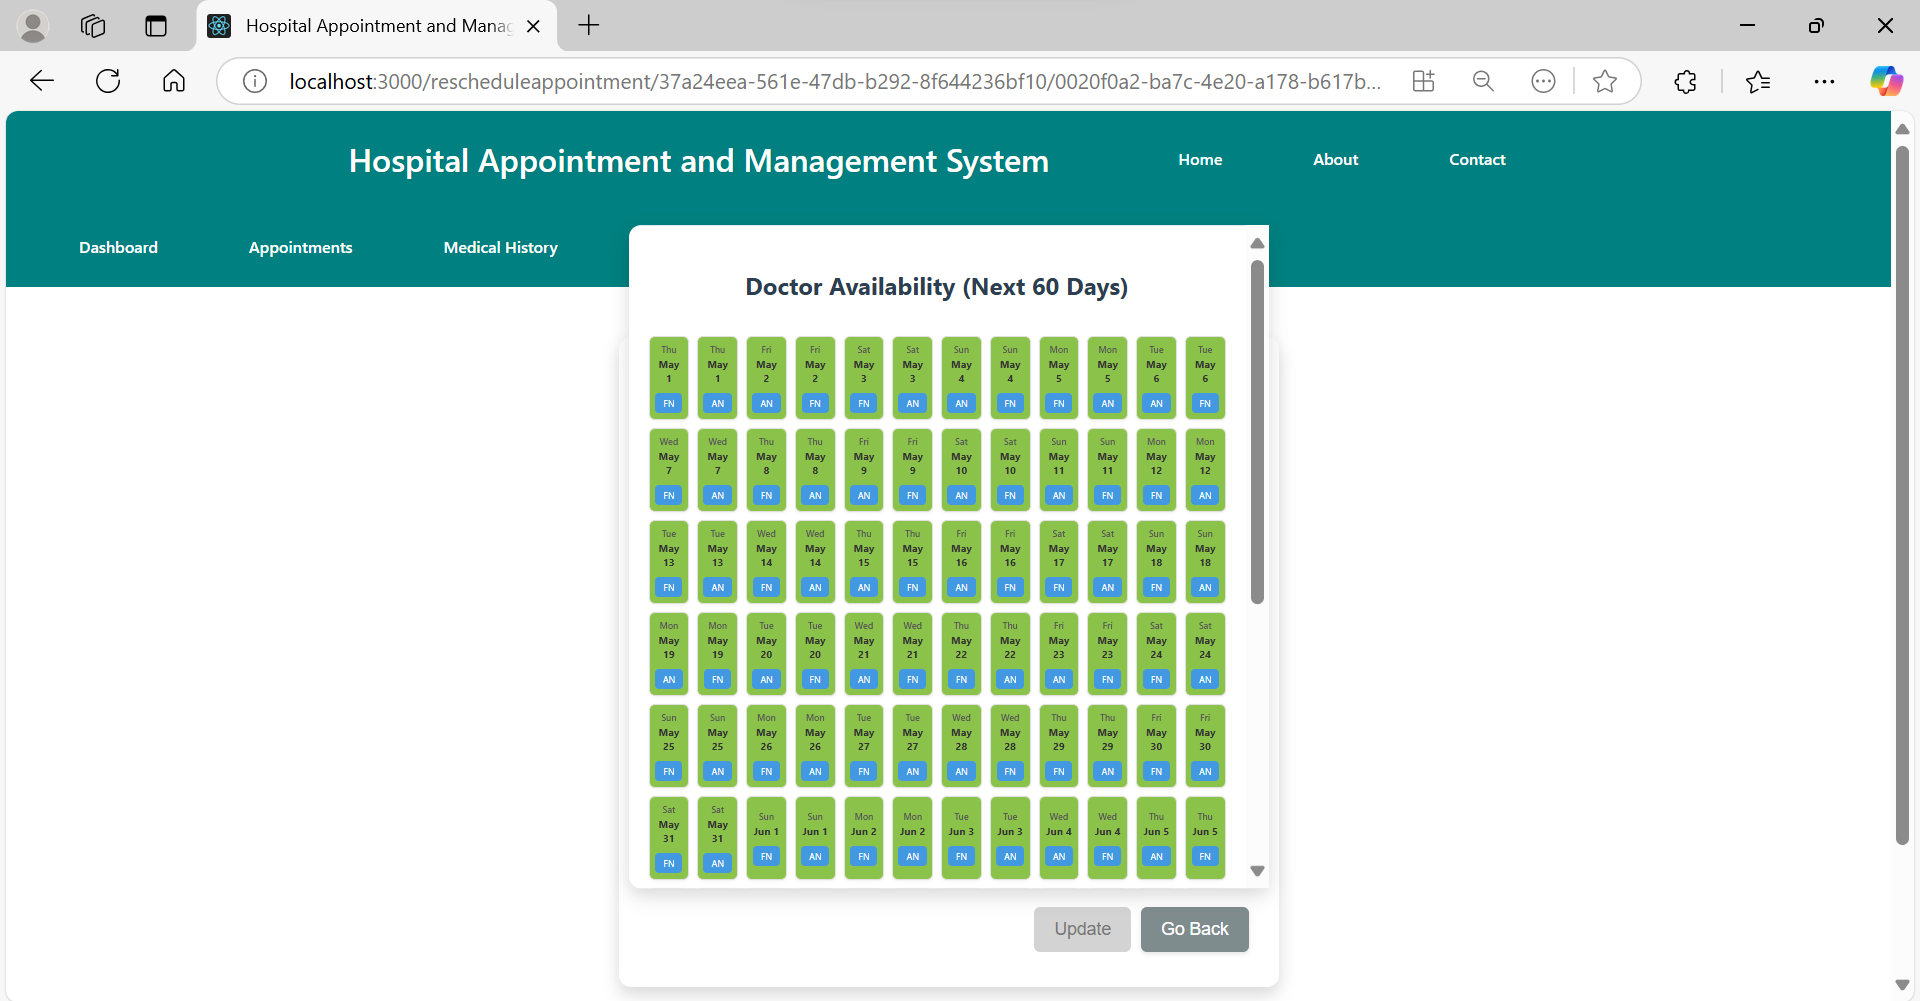 Hospital Appointment and Manag
localhost:3000/rescheduleappointment/37a24eea-561e-47db-b292-8f644236bf10/0020f0a2-ba7c-4e20-a178-b617b...
Hospital Appointment and Management System Home About Contact
Dashboard Appointments Medical History
Doctor Availability (Next 60 Days)
Thu Thu Fri Fri Sat Sat Sun Sun Mon Mon Tue Tue
May May May May May May May May May May May May
1 1 2 2 3 3 4 4 5 5 6 6
FN AN AN FN FN AN AN FN FN AN AN FN
Wed Wed Thu Thu Fri Fri Sat Sat Sun Sun Mon Mon
May May May May May May May May May May May May
7 7 8 8 9 9 10 10 11 11 12 12
FN AN FN AN AN FN AN FN AN FN FN AN
Tue Tue Wed Wed Thu Thu Fri Fri Sat Sat Sun Sun
May May May May May May May May May May May May
13 13 14 14 15 15 16 16 17 17 18 18
FN AN FN AN AN FN AN FN FN AN FN AN
Mon Mon Tue Tue Wed Wed Thu Thu Fri Fri Sat Sat
May May May May May May May May May May May May
19 19 20 20 21 21 22 22 23 23 24 24
AN FN AN FN AN FN FN AN AN FN FN AN
Sun Sun Mon Mon Tue Tue Wed Wed Thu Thu Fri Fri
May May May May May May May May May May May May
25 25 26 26 27 27 28 28 29 29 30 30
FN AN FN AN FN AN AN FN FN AN FN AN
Sat Sat Sun Sun Mon Mon Tue Tue Wed Wed Thu Thu
May May Jun 1 Jun 1 Jun 2 Jun 2 Jun 3 Jun 3 Jun 4 Jun 4 Jun 5 Jun 5
31 31
FN AN FN AN FN AN FN AN AN FN AN FN
Update Go Back